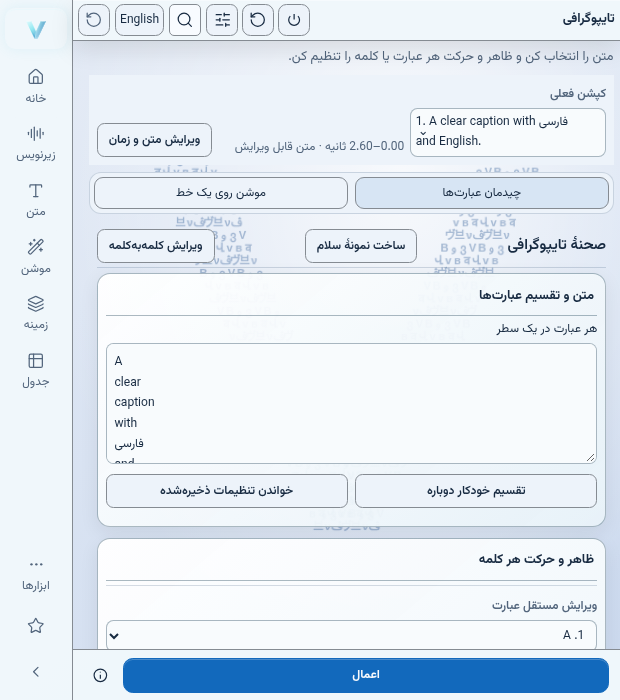 تایپوگرافی
English
متن را انتخاب کن و ظاهر و حرکت هر عبارت یا کلمه را تنظیم کن.
کپشن فعلی
1. A clear caption with فارسی
and English.
0.00–2.60 ثانیه · متن قابل ویرایش
ویرایش متن و زمان
چیدمان عبارت‌ها
موشن روی یک خط
صحنهٔ تایپوگرافی
ساخت نمونهٔ سلام
ویرایش کلمه‌به‌کلمه
متن و تقسیم عبارت‌ها
هر عبارت در یک سطر
A
clear
caption
with
فارسی
and
تقسیم خودکار دوباره
خواندن تنظیمات ذخیره‌شده
ظاهر و حرکت هر کلمه
ویرایش مستقل عبارت
1. A
اعمال
خانه
زیرنویس
متن
موشن
زمینه
جدول
ابزارها